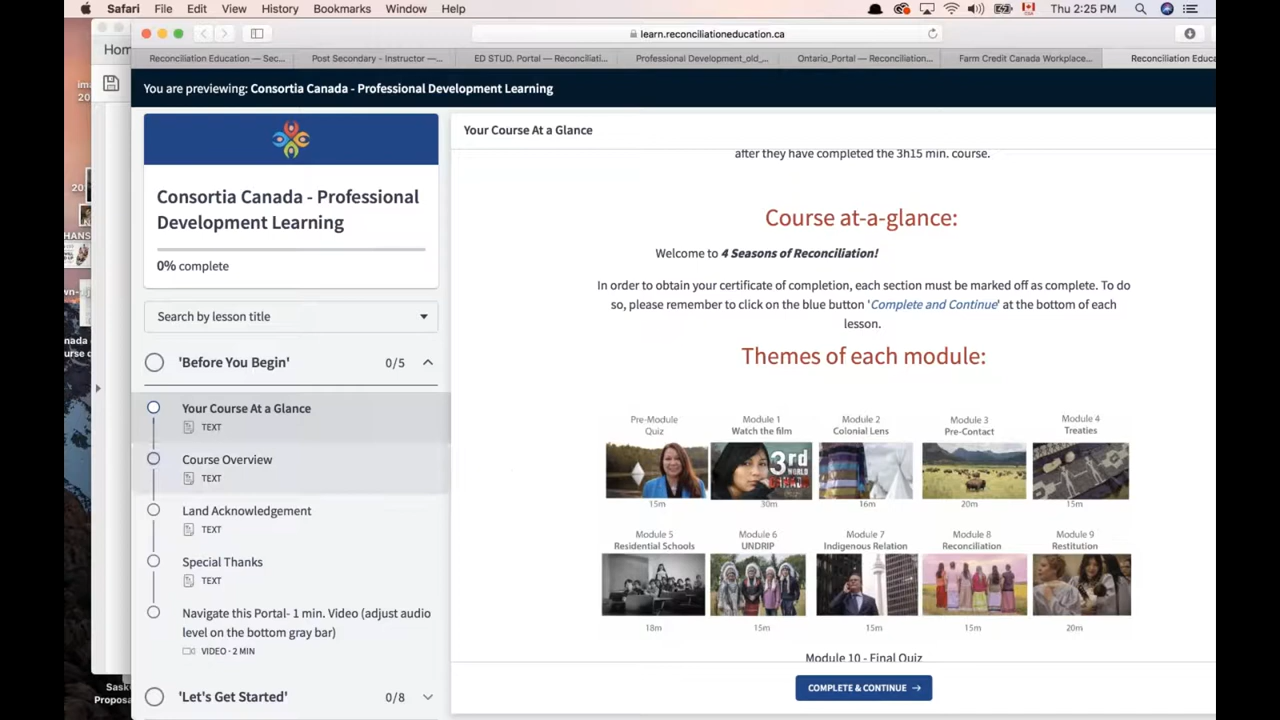 Safari File Edit View History Bookmarks Window Help Thu 2:25 PM
learn.reconciliationeducation.ca
Hom
Reconciliation Education — Sec... Post Secondary - Instructor —... ED STUD. Portal — Reconciliati... Professional Development_old_... Ontario_Portal — Reconciliation... Farm Credit Canada Workplace... Reconciliation Educa
You are previewing: Consortia Canada - Professional Development Learning
Your Course At a Glance
after they have completed the 3h15 min. course.
Consortia Canada - Professional
Development Learning
0% complete
Search by lesson title
'Before You Begin' 0/5
Your Course At a Glance
TEXT
Course Overview
TEXT
Land Acknowledgement
TEXT
Special Thanks
TEXT
Navigate this Portal- 1 min. Video (adjust audio
level on the bottom gray bar)
VIDEO · 2 MIN
'Let's Get Started' 0/8
Course at-a-glance:
Welcome to 4 Seasons of Reconciliation!
In order to obtain your certificate of completion, each section must be marked off as complete. To do
so, please remember to click on the blue button 'Complete and Continue' at the bottom of each
lesson.
Themes of each module:
Pre-Module Module 1 Module 2 Module 3 Module 4
Quiz Watch the film Colonial Lens Pre-Contact Treaties
3rd
WORLD
CANADA
15m 30m 16m 20m 15m
Module 5 Module 6 Module 7 Module 8 Module 9
Residential Schools UNDRIP Indigenous Relation Reconciliation Restitution
18m 15m 15m 15m 20m
Module 10 - Final Quiz
COMPLETE & CONTINUE →
20
20
HANS
Sask
Proposa